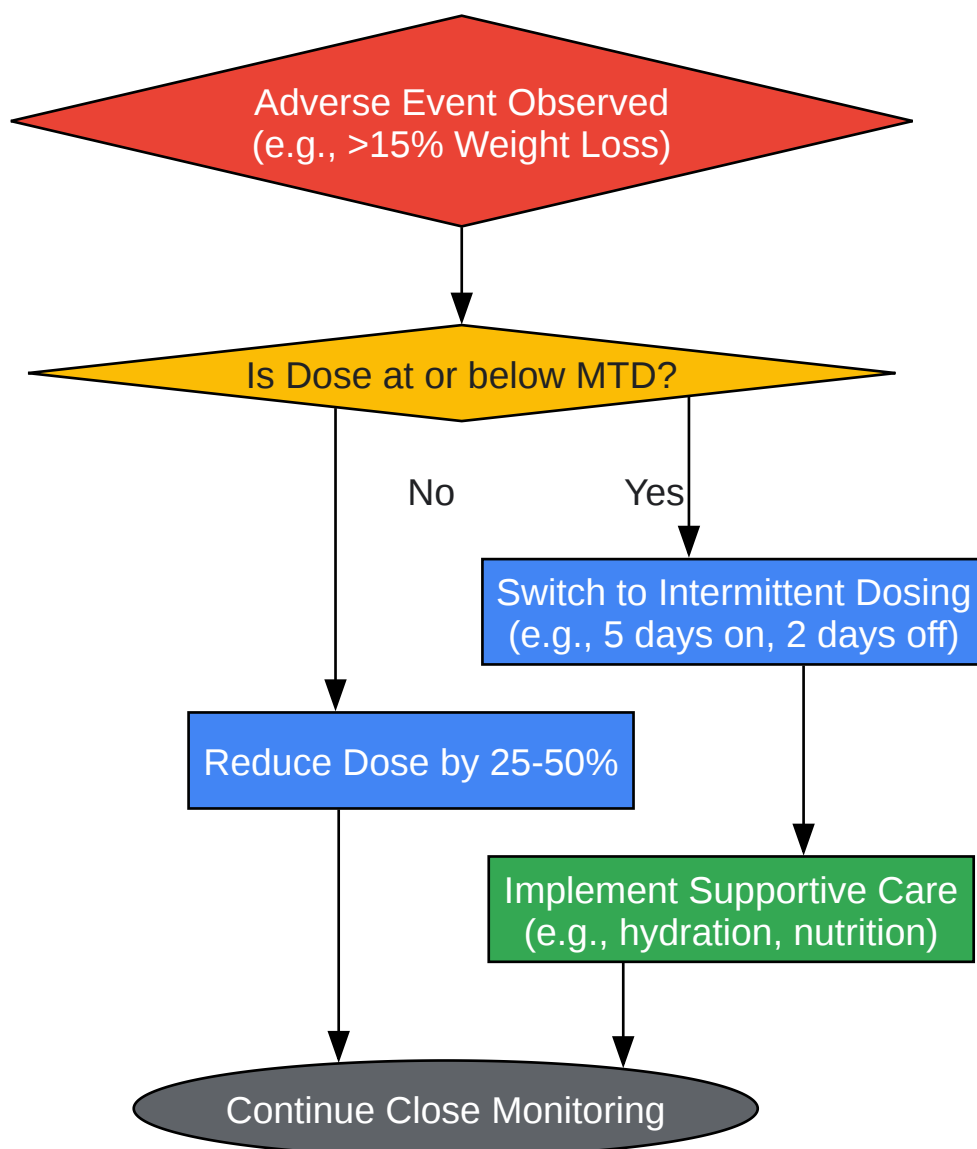 Adverse Event Observed
(e.g., >15% Weight Loss)
Is Dose at or below MTD?
No
Yes
Switch to Intermittent Dosing
(e.g., 5 days on, 2 days off)
Reduce Dose by 25-50%
Implement Supportive Care
(e.g., hydration, nutrition)
Continue Close Monitoring